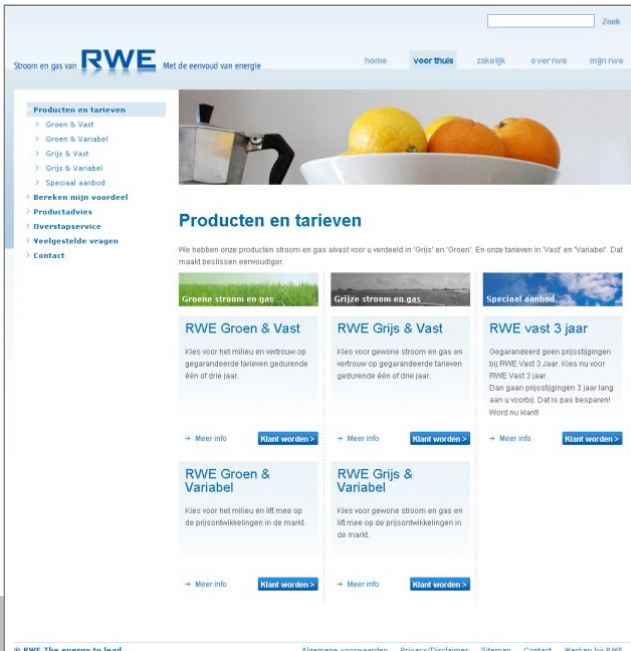 Zoek
Stroom en gas van RWE Met de eenvoud van energie
home voor thuis zakelijk over rwe mijn rwe
Producten en tarieven
> Groen & Vast
> Groen & Variabel
> Grijs & Vast
> Grijs & Variabel
> Speciaal aanbod
> Bereken mijn voordeel
> Productadvies
> Overstapservice
> Veelgestelde vragen
> Contact
Producten en tarieven
We hebben onze producten stroom en gas alvast voor u verdeeld in 'Grijs' en 'Groen'. En onze tarieven in 'Vast' en 'Variabel'. Dat
maakt beslissen eenvoudiger.
Groene stroom en gas
RWE Groen & Vast
Kies voor het milieu en vertrouw op
gegarandeerde tarieven gedurende
één of drie jaar.
→ Meer info Klant worden >
Grijze stroom en gas
RWE Grijs & Vast
Kies voor gewone stroom en gas en
vertrouw op gegarandeerde tarieven
gedurende één of drie jaar.
→ Meer info Klant worden >
Speciaal aanbod
RWE vast 3 jaar
Gegarandeerd geen prijsstijgingen
bij RWE Vast 3 Jaar. Kies nu voor
RWE Vast 3 jaar.
Dan gaan prijsstijgingen 3 jaar lang
aan u voorbij. Dat is pas besparen!
Word nu klant!
→ Meer info Klant worden >
RWE Groen &
Variabel
Kies voor het milieu en lift mee op
de prijsontwikkelingen in de markt.
→ Meer info Klant worden >
RWE Grijs &
Variabel
Kies voor gewone stroom en gas en
lift mee op de prijsontwikkelingen in
de markt.
→ Meer info Klant worden >
© RWE The energy to lead Algemene voorwaarden Privacy/Disclaimer Sitemap Contact Werken bij RWE